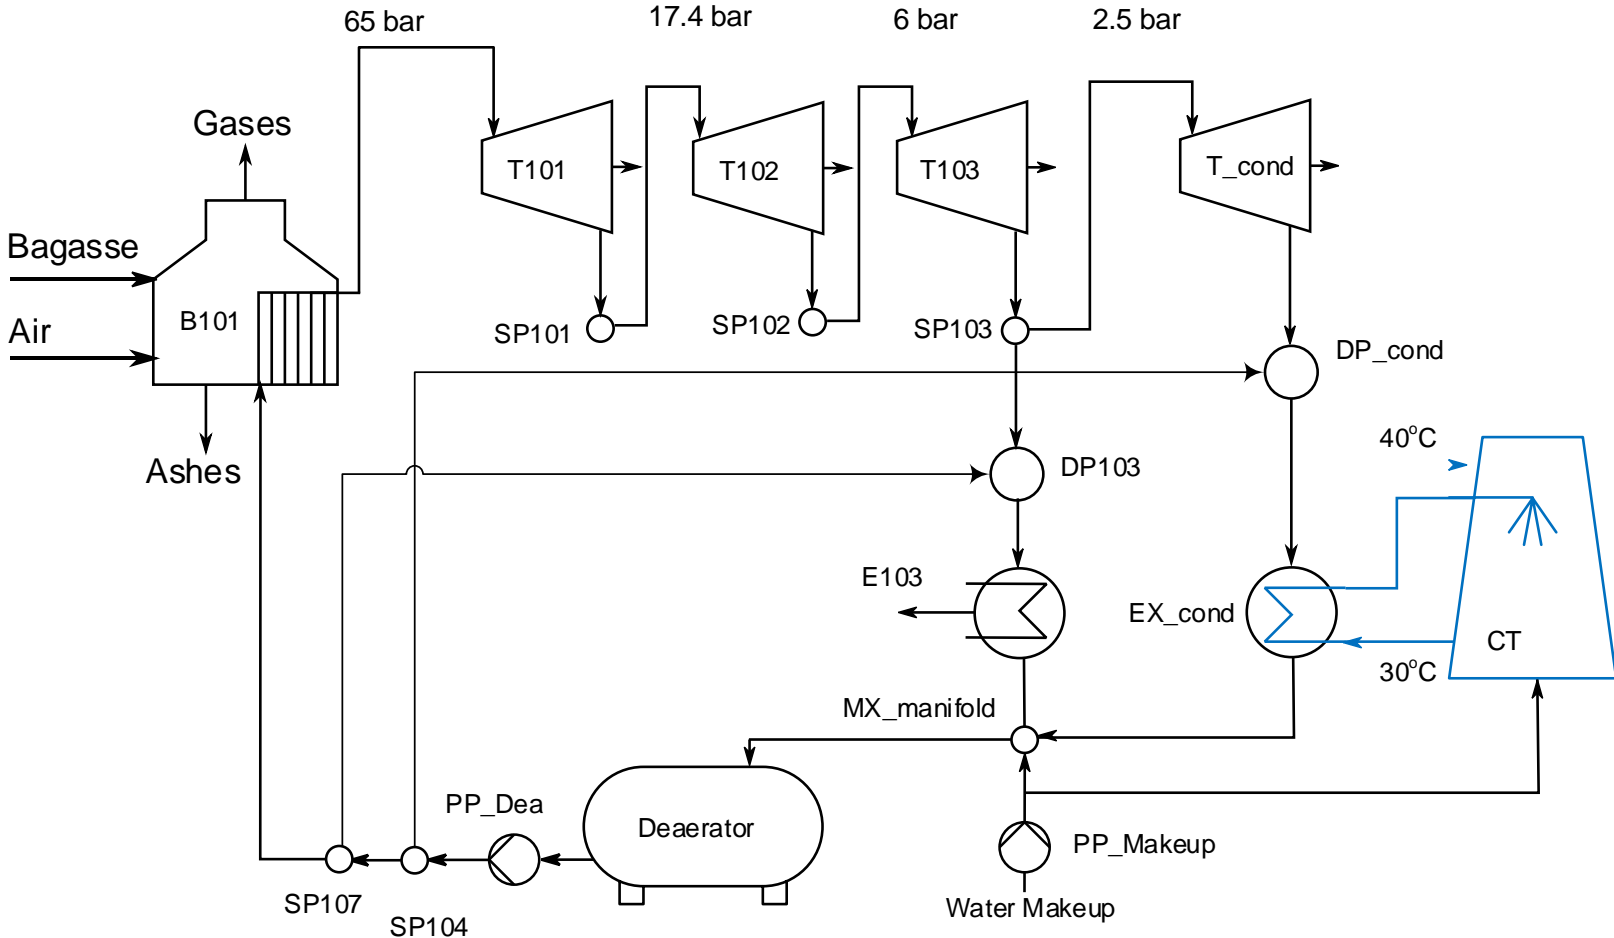 65 bar
17.4 bar
6 bar
2.5 bar
Gases
T101
T102
T103
T_cond
Bagasse
B101
Air
SP101
SP102
SP103
DP_cond
40°C
Ashes
DP103
E103
EX_cond
CT
30°C
MX_manifold
PP_Dea
Deaerator
PP_Makeup
SP107
SP104
Water Makeup